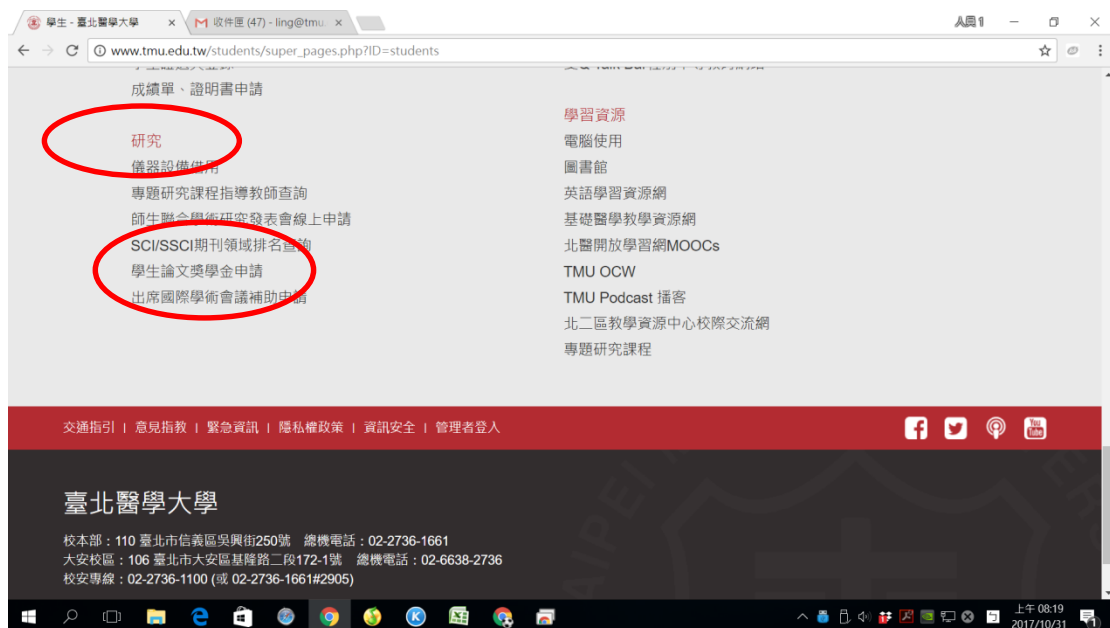 學生 - 臺北醫學大學
收件匣 (47) - ling@tmu.
www.tmu.edu.tw/students/super_pages.php?ID=students
成績單、證明書申請
研究
儀器設備借用
專題研究課程指導教師查詢
師生聯合學術研究發表會線上申請
SCI/SSCI期刊領域排名查詢
學生論文獎學金申請
出席國際學術會議補助申請
學習資源
電腦使用
圖書館
英語學習資源網
基礎醫學教學資源網
北醫開放學習網MOOCs
TMU OCW
TMU Podcast 播客
北二區教學資源中心校際交流網
專題研究課程
交通指引 | 意見指教 | 緊急資訊 | 隱私權政策 | 資訊安全 | 管理者登入
You Tube
臺北醫學大學
校本部：110 臺北市信義區吳興街250號 總機電話：02-2736-1661
大安校區：106 臺北市大安區基隆路二段172-1號 總機電話：02-6638-2736
校安專線：02-2736-1100 (或 02-2736-1661#2905)
上午 08:19
2017/10/31